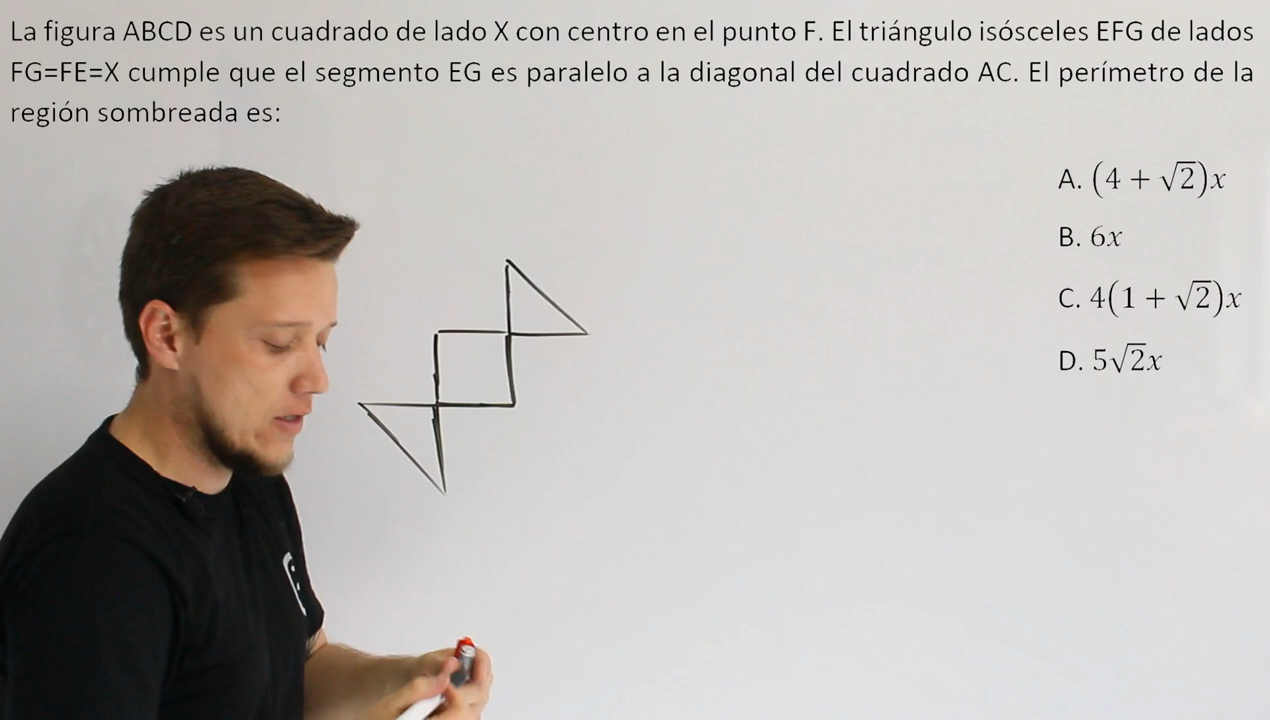 La figura ABCD es un cuadrado de lado X con centro en el punto F. El triángulo isósceles EFG de lados
FG=FE=X cumple que el segmento EG es paralelo a la diagonal del cuadrado AC. El perímetro de la
región sombreada es:
A. (4 + √2)x
B. 6x
C. 4(1 + √2)x
D. 5√2x